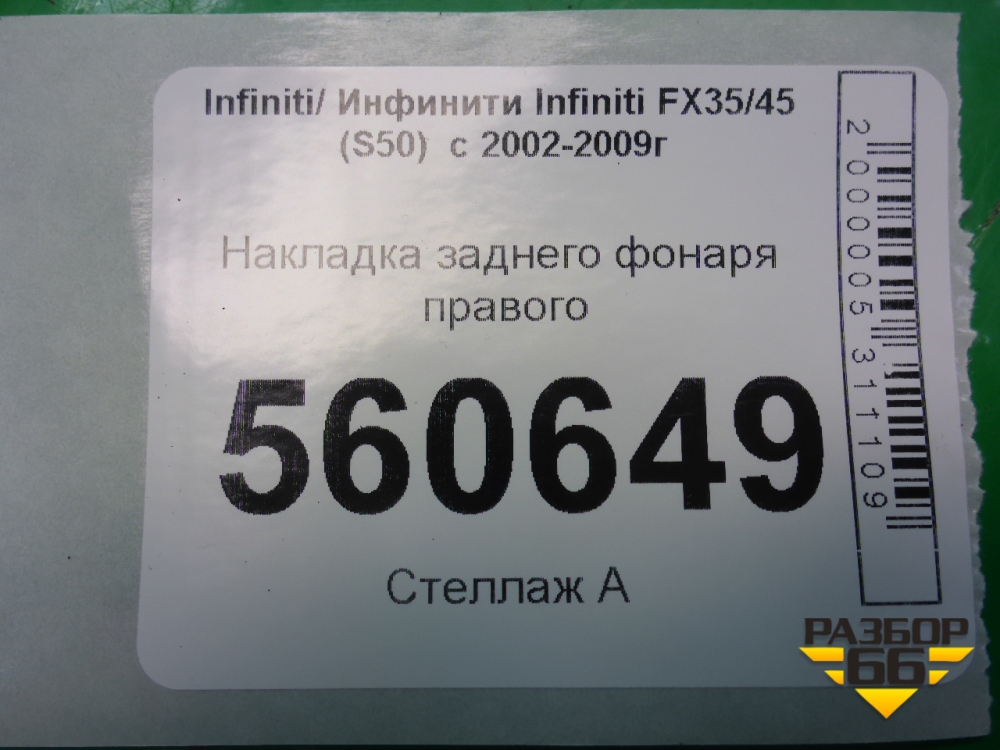 Infiniti/ Инфинити Infiniti FX35/45
(S50) с 2002-2009г
Накладка заднего фонаря
правого
560649
Стеллаж А
2000005311109
РАЗБОР
66